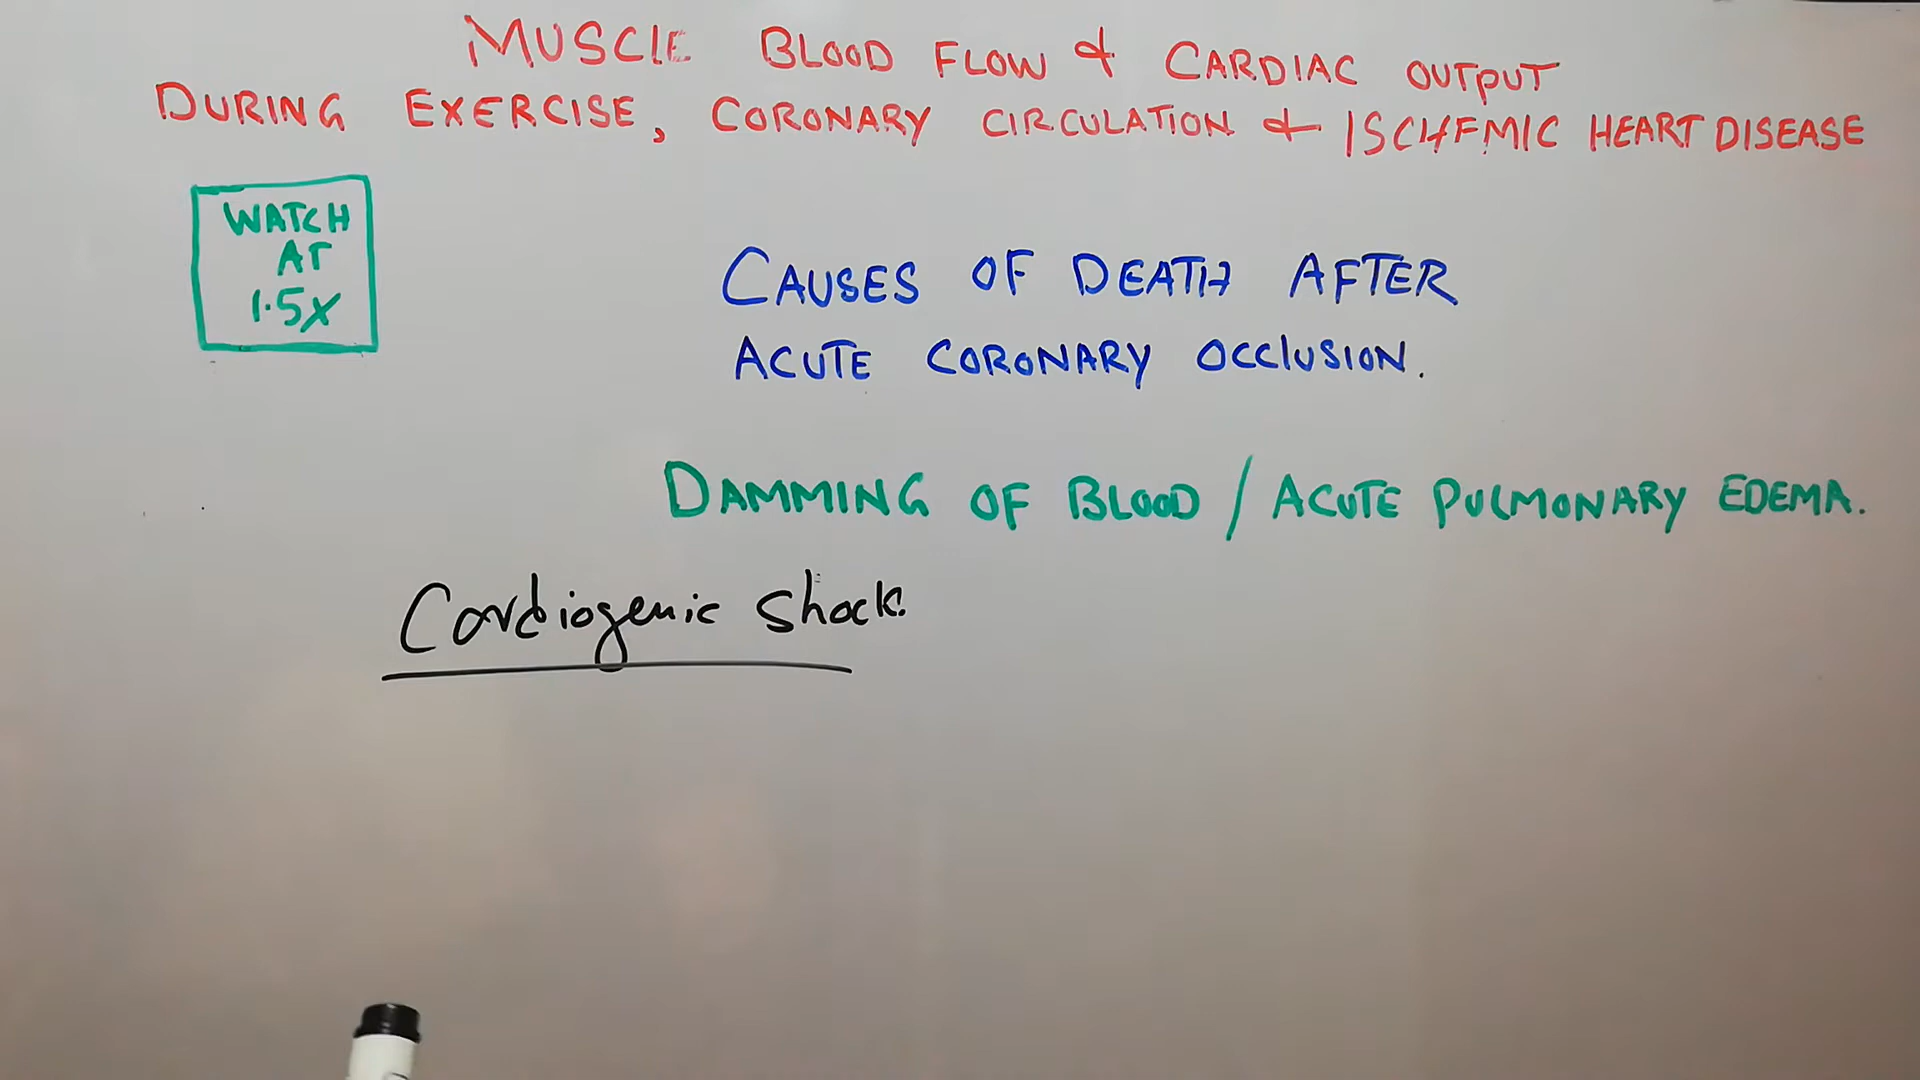 MUSCLE BLOOD FLOW & CARDIAC OUTPUT
DURING EXERCISE, CORONARY CIRCULATION & ISCHEMIC HEART DISEASE
WATCH
AT
1.5X
CAUSES OF DEATH AFTER
ACUTE CORONARY OCCLUSION.
DAMMING OF BLOOD / ACUTE PULMONARY EDEMA.
Cardiogenic Shock.